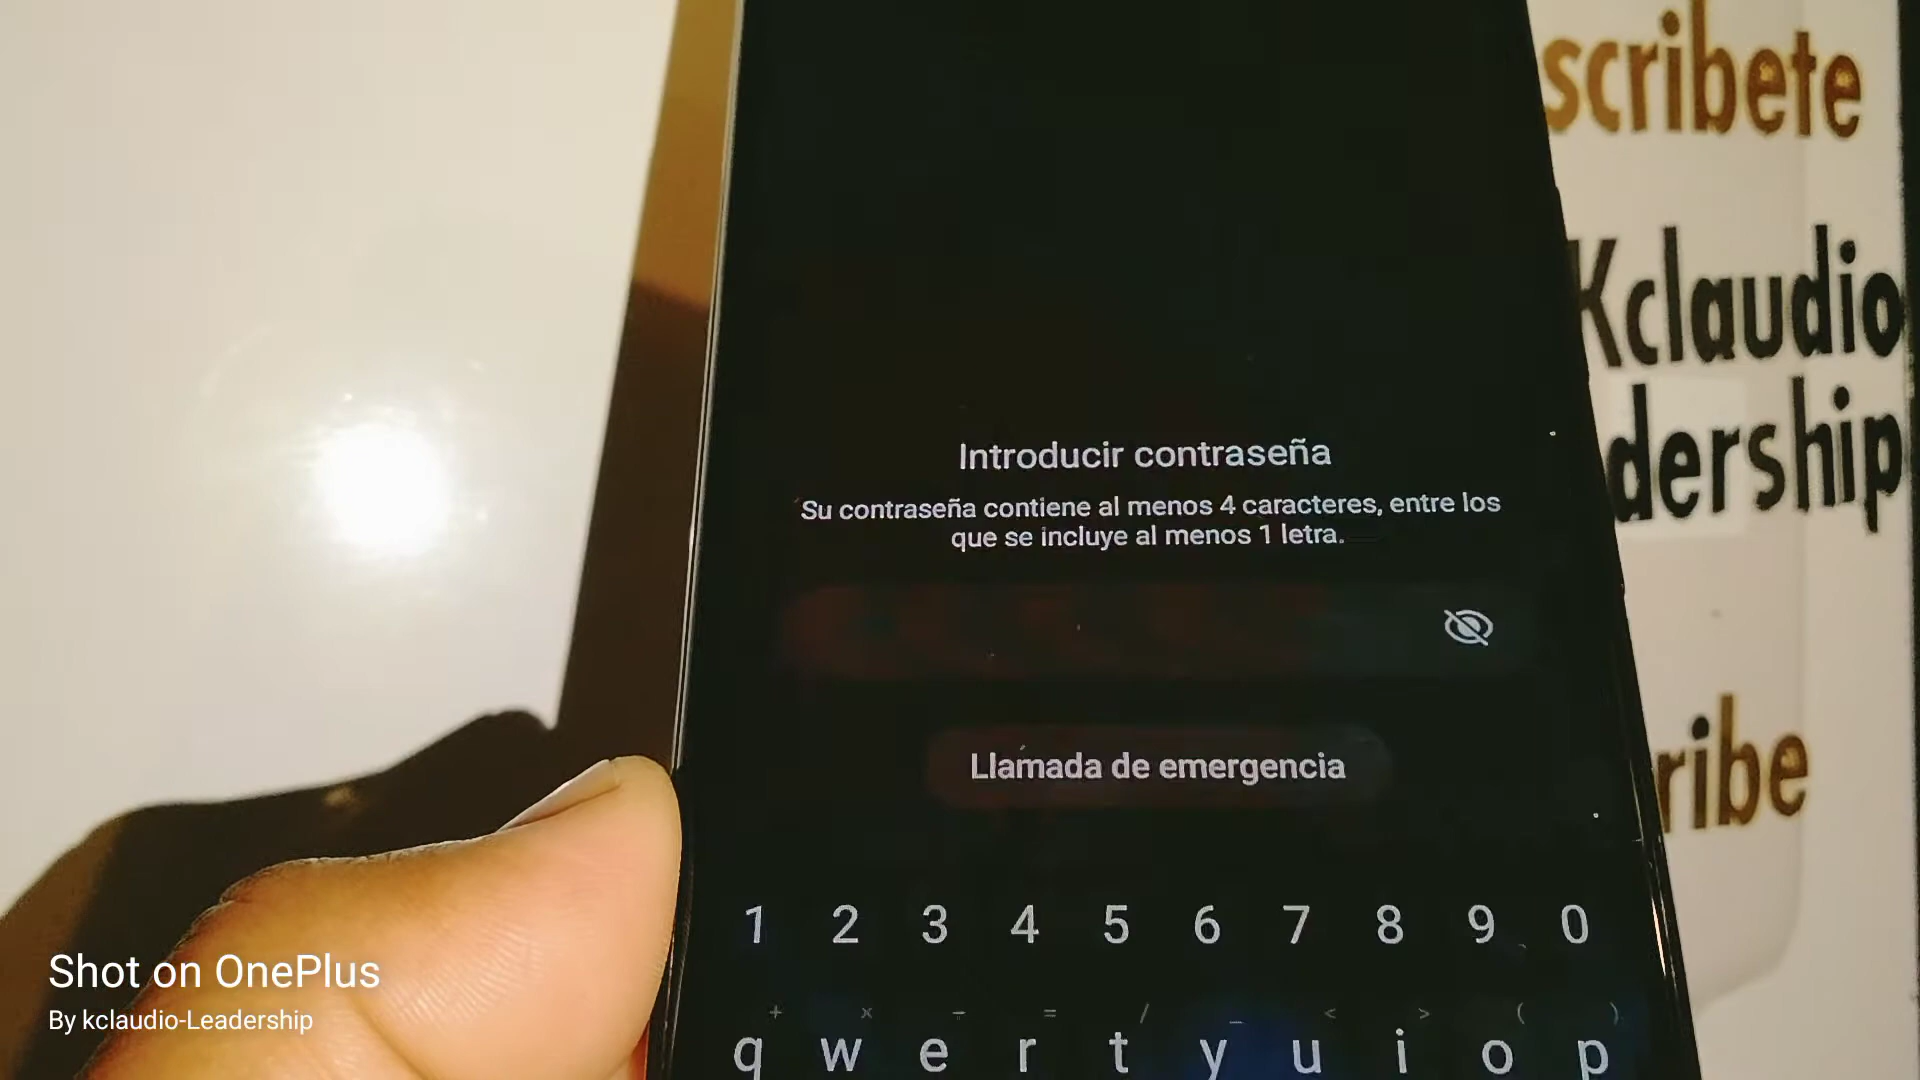 scribete
Kclaudio
dership
ribe
Introducir contraseña
Su contraseña contiene al menos 4 caracteres, entre los
que se incluye al menos 1 letra.
Llamada de emergencia
1 2 3 4 5 6 7 8 9 0
+ × − = / _ < > ( )
q w e r t y u i o p
Shot on OnePlus
By kclaudio-Leadership